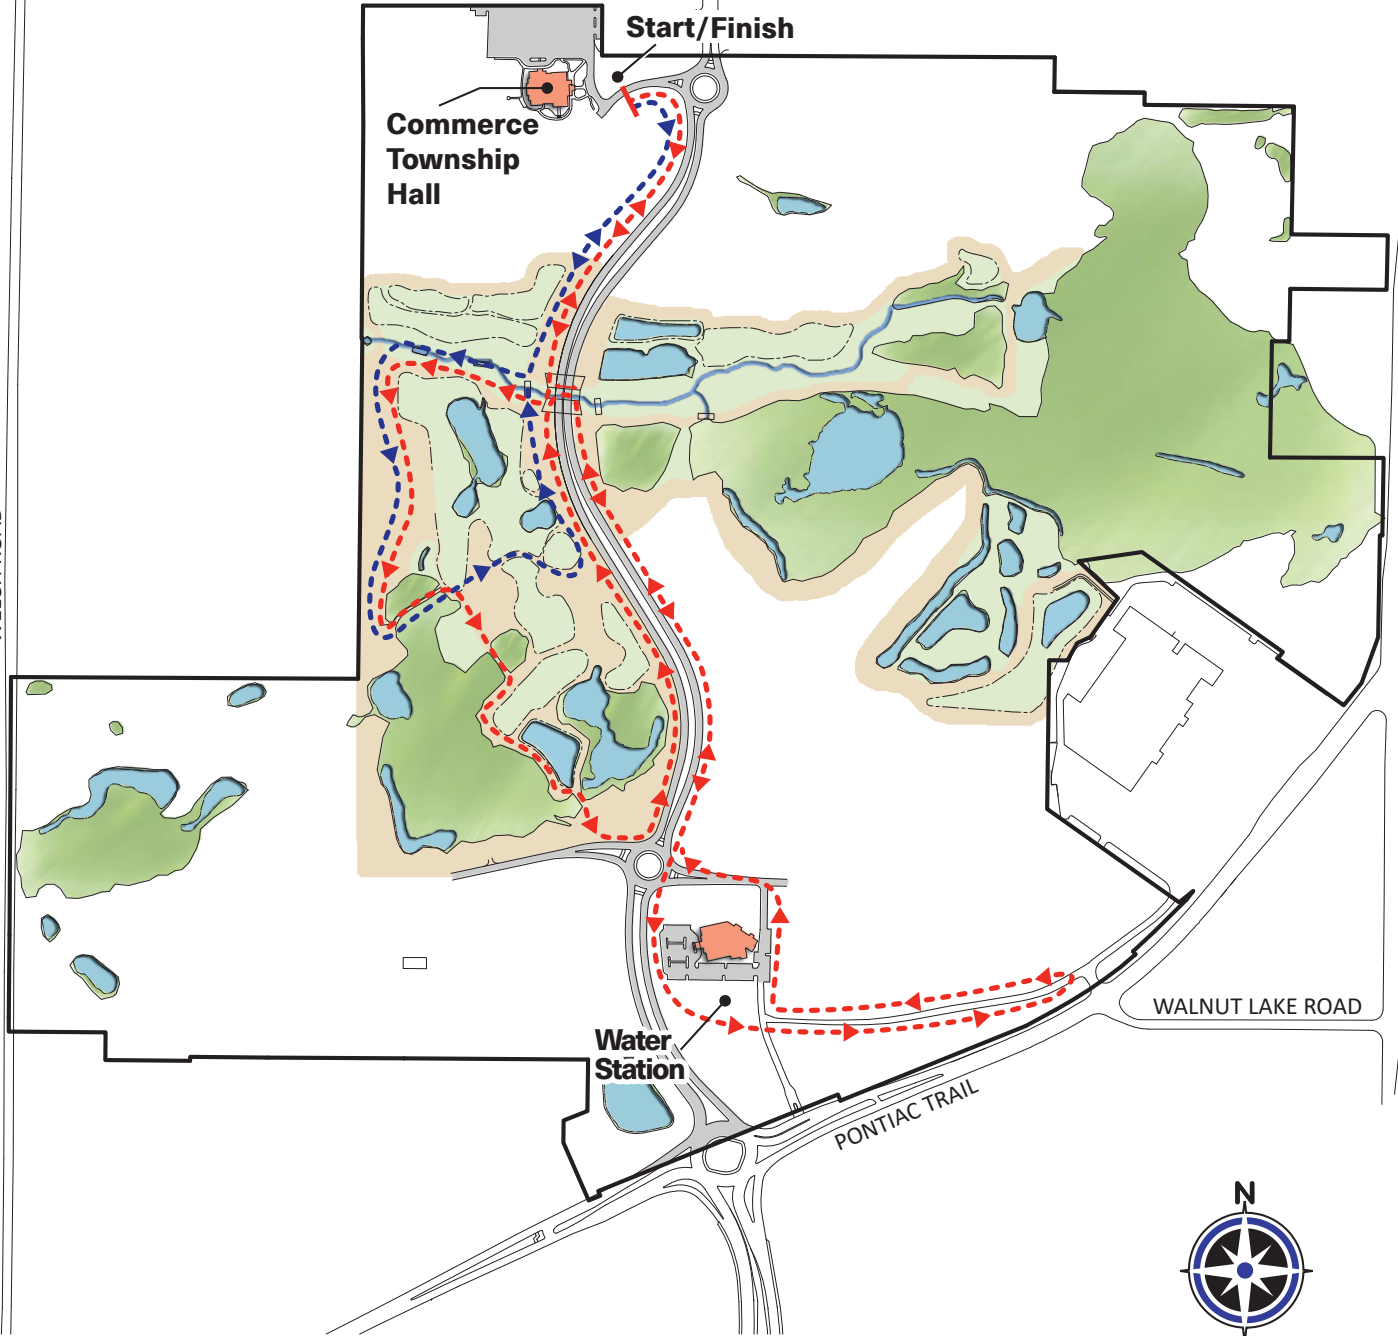 Start/Finish
Commerce
Township
Hall
WALNUT LAKE ROAD
Water
Station
PONTIAC TRAIL
N